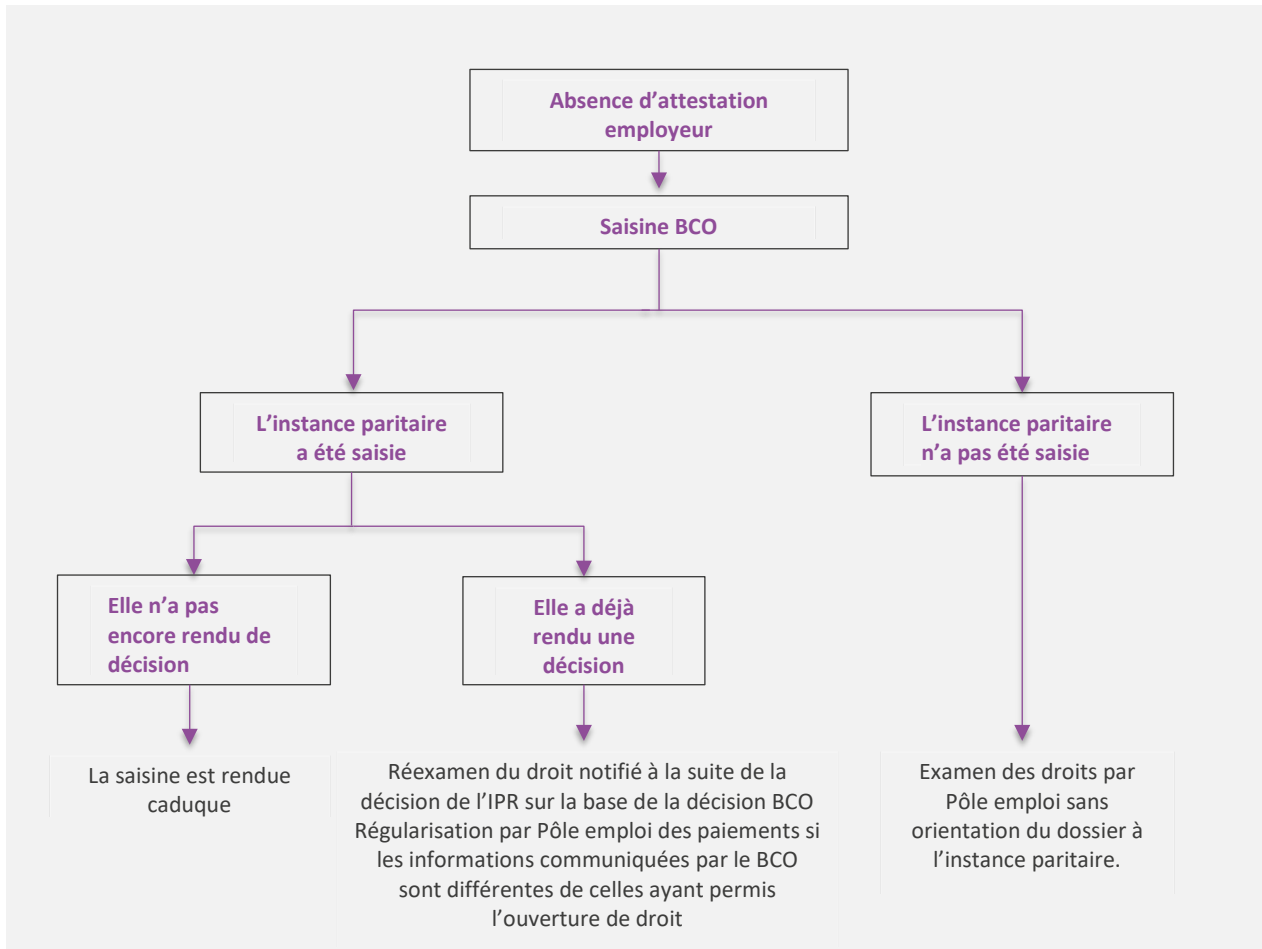 Absence d’attestation
employeur
Saisine BCO
L’instance paritaire
a été saisie
L’instance paritaire
n’a pas été saisie
Elle n’a pas
encore rendu de
décision
Elle a déjà
rendu une
décision
La saisine est rendue
caduque
Réexamen du droit notifié à la suite de la
décision de l’IPR sur la base de la décision BCO
Régularisation par Pôle emploi des paiements si
les informations communiquées par le BCO
sont différentes de celles ayant permis
l’ouverture de droit
Examen des droits par
Pôle emploi sans
orientation du dossier à
l’instance paritaire.